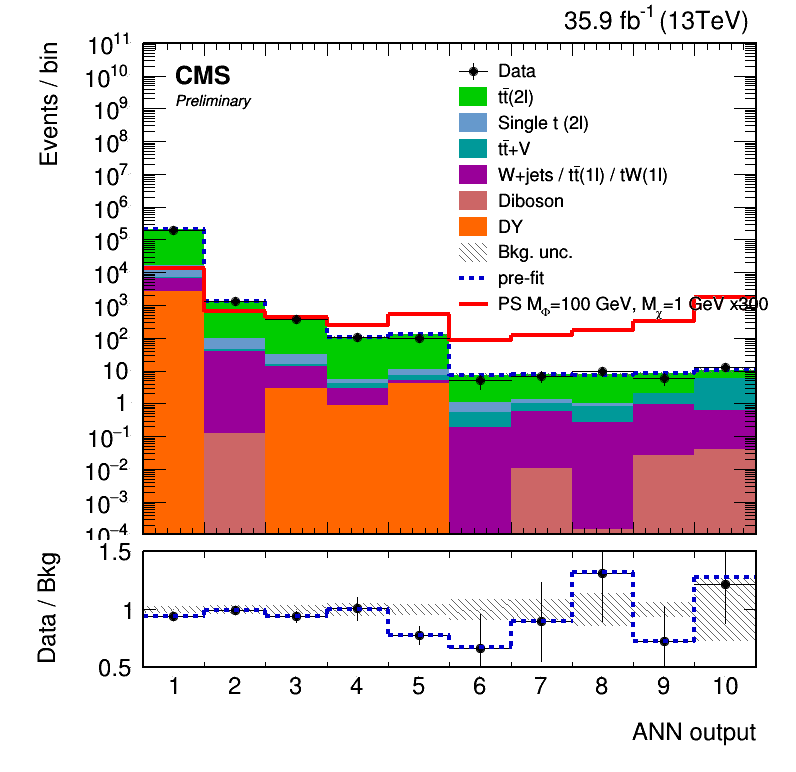 35.9 fb⁻¹ (13TeV)
Events / bin
10¹¹
10¹⁰
10⁹
10⁸
10⁷
10⁶
10⁵
10⁴
10³
10²
10
1
10⁻¹
10⁻²
10⁻³
10⁻⁴
CMS
Preliminary
Data
tt̄(2l)
Single t (2l)
tt̄+V
W+jets / tt̄(1l) / tW(1l)
Diboson
DY
Bkg. unc.
pre-fit
PS M_Φ=100 GeV, M_χ=1 GeV x300
Data / Bkg
1.5
1
0.5
1 2 3 4 5 6 7 8 9 10
ANN output